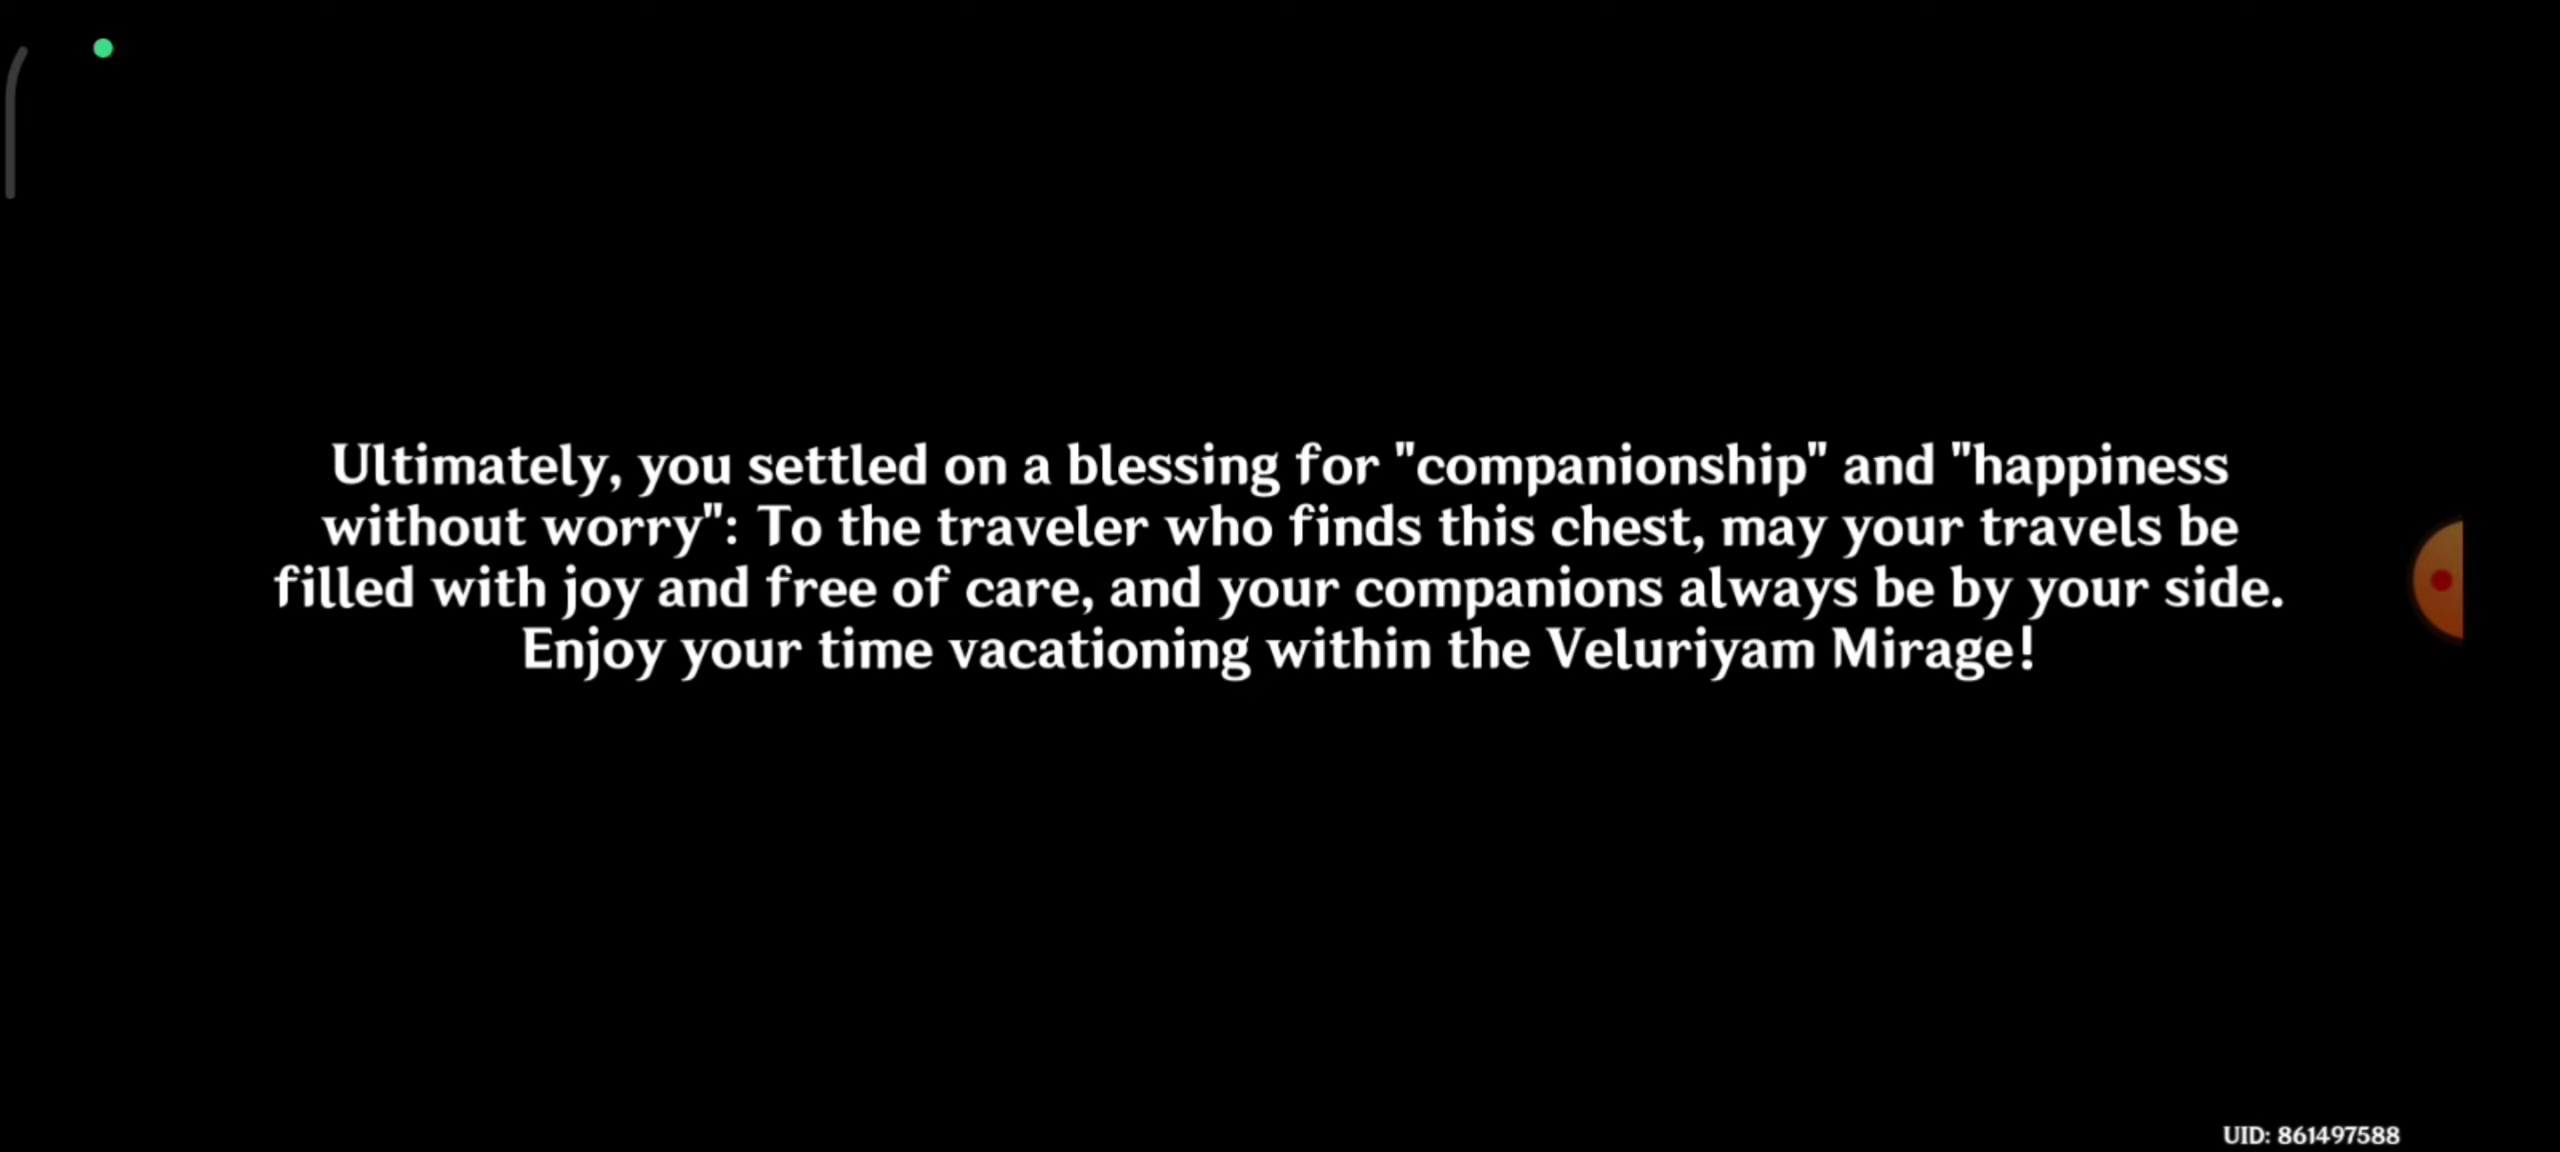 Ultimately, you settled on a blessing for "companionship" and "happiness
without worry": To the traveler who finds this chest, may your travels be
filled with joy and free of care, and your companions always be by your side.
Enjoy your time vacationing within the Veluriyam Mirage!
UID: 861497588